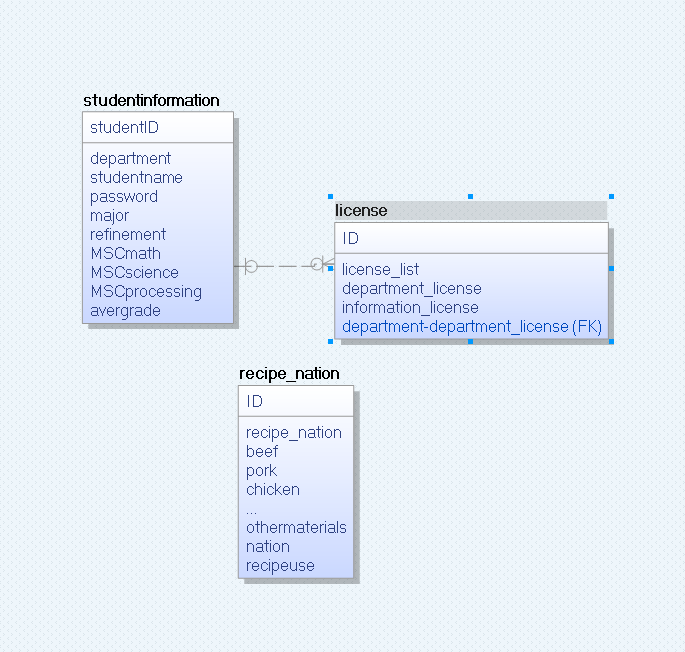 studentinformation
studentID
department
studentname
password
major
refinement
MSCmath
MSCscience
MSCprocessing
avergrade
license
ID
license_list
department_license
information_license
department-department_license (FK)
recipe_nation
ID
recipe_nation
beef
pork
chicken
...
othermaterials
nation
recipeuse